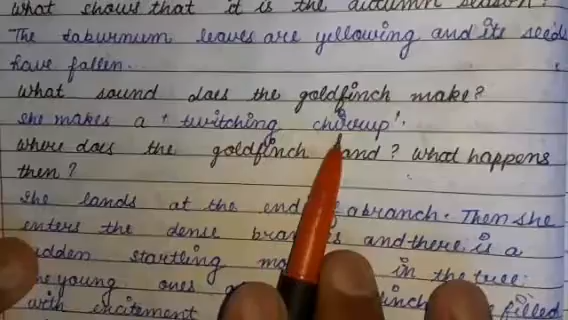 what shows that it is the autumn season?
The laburnum leaves are yellowing and its seeds
have fallen.
What sound does the goldfinch make?
She makes a 'twitching chirrup'.
where does the goldfinch land? What happens
then?
She lands at the end a branch. Then she
enters the dense and there is a
startling in the tree.
young ones
with excitement filled